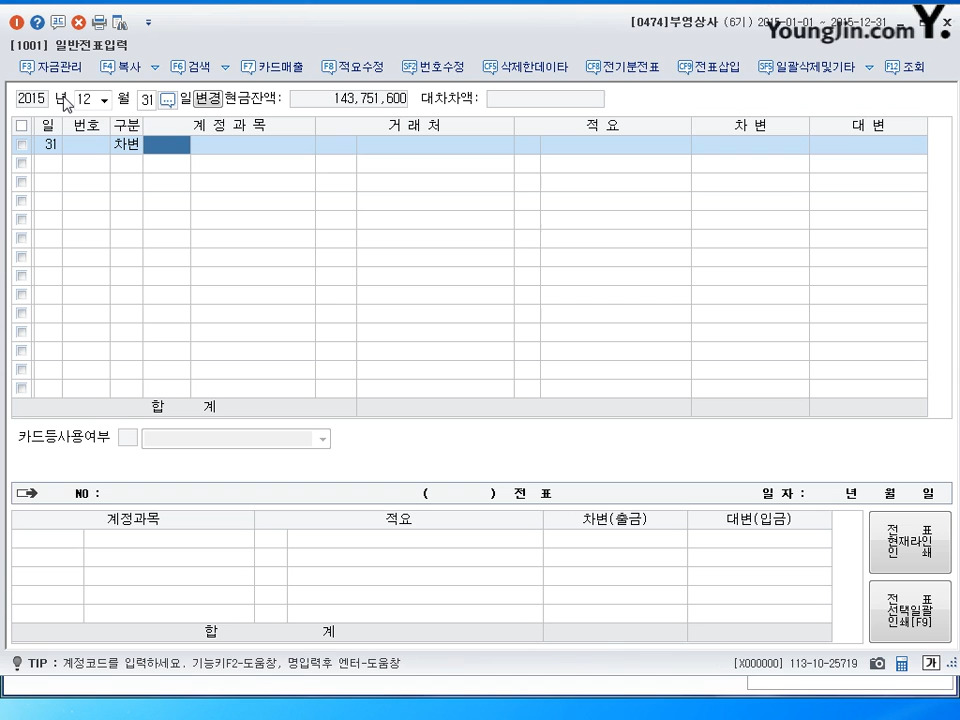 [0474]부영상사 (6기) 2015-01-01 ~ 2015-12-31
YoungJin.com Y.
[1001] 일반전표입력
F3 자금관리 F4 복사 F6 검색 F7 카드매출 F8 적요수정 SF2 번호수정 CF5 삭제한데이타 CF8 전기분전표 CF9 전표삽입 SF5 일괄삭제및기타 F12 조회
2015 년 12 월 31 일 변경 현금잔액: 143,751,600 대차차액:
일 번호 구분 계 정 과 목 거 래 처 적 요 차 변 대 변
31 차변
합 계
카드등사용여부
NO : ( ) 전 표 일 자 : 년 월 일
계정과목 적요 차변(출금) 대변(입금)
전 표
현재라인
인 쇄
전 표
선택일괄
인쇄[F9]
합 계
TIP : 계정코드를 입력하세요. 기능키F2-도움창, 명입력후 엔터-도움창 [X000000] 113-10-25719 가